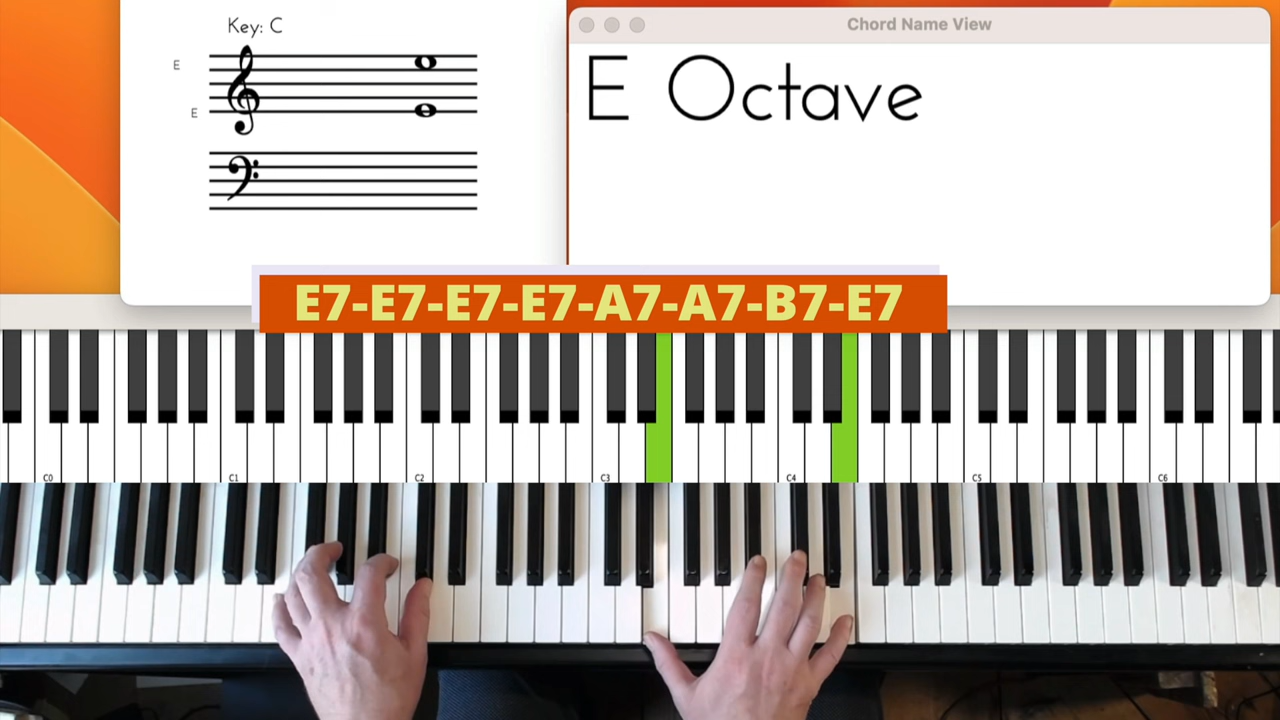 Key: C
E
E
Chord Name View
E Octave
E7-E7-E7-E7-A7-A7-B7-E7
C0 C1 C2 C3 C4 C5 C6